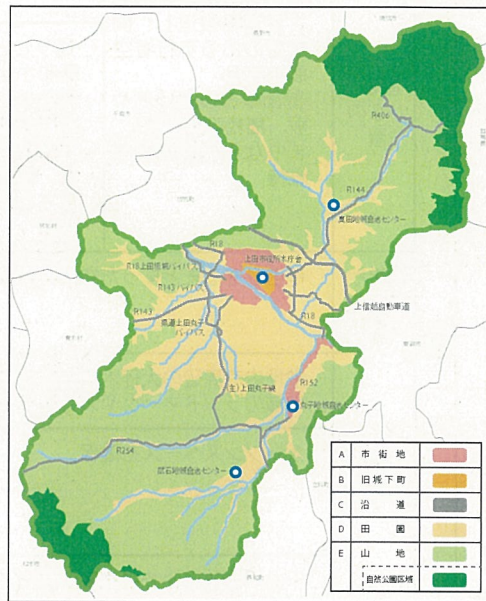 R406
R144
真田地域自治センター
R18
上田市役所本庁舎
R18上田坂城バイパス
R143バイパス
R143
上信越自動車道
R18
県道上田丸子
バイパス
R152
(主)上田丸子線
丸子地域自治センター
R254
武石地域自治センター
A 市街地
B 旧城下町
C 沿道
D 田園
E 山地
自然公園区域